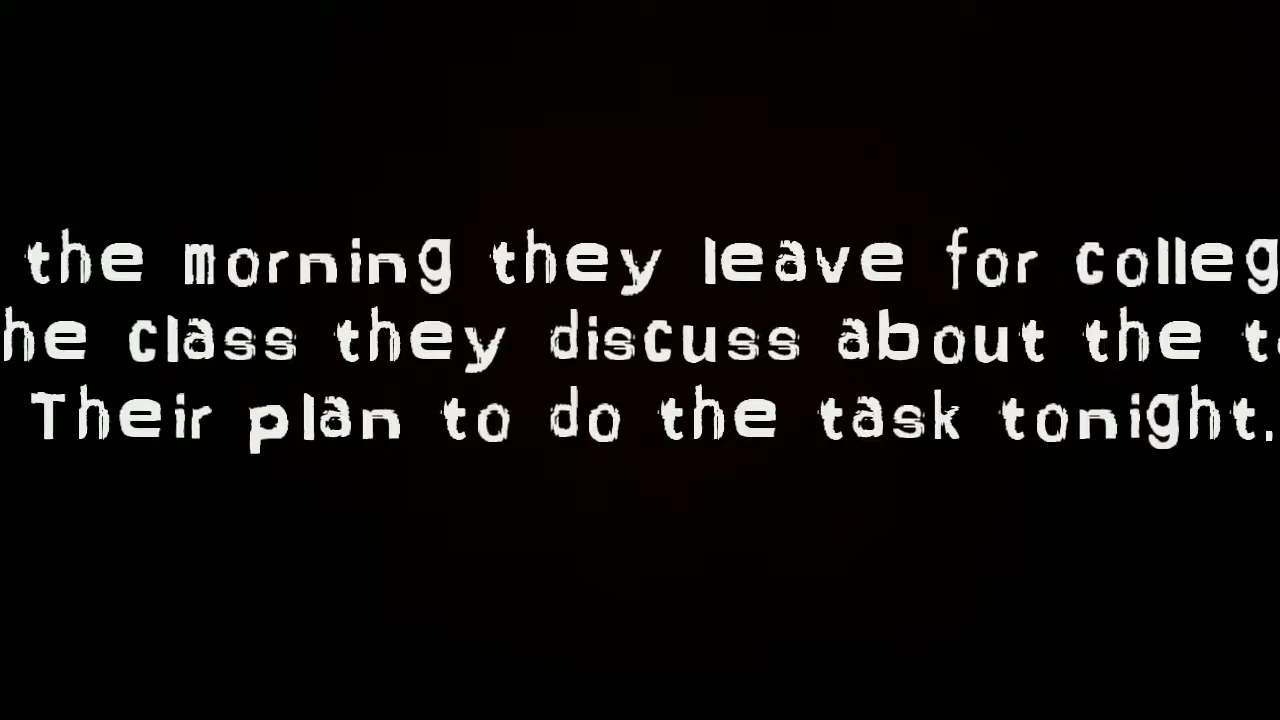 the morning they leave for colleg
he class they discuss about the t
Their plan to do the task tonight.